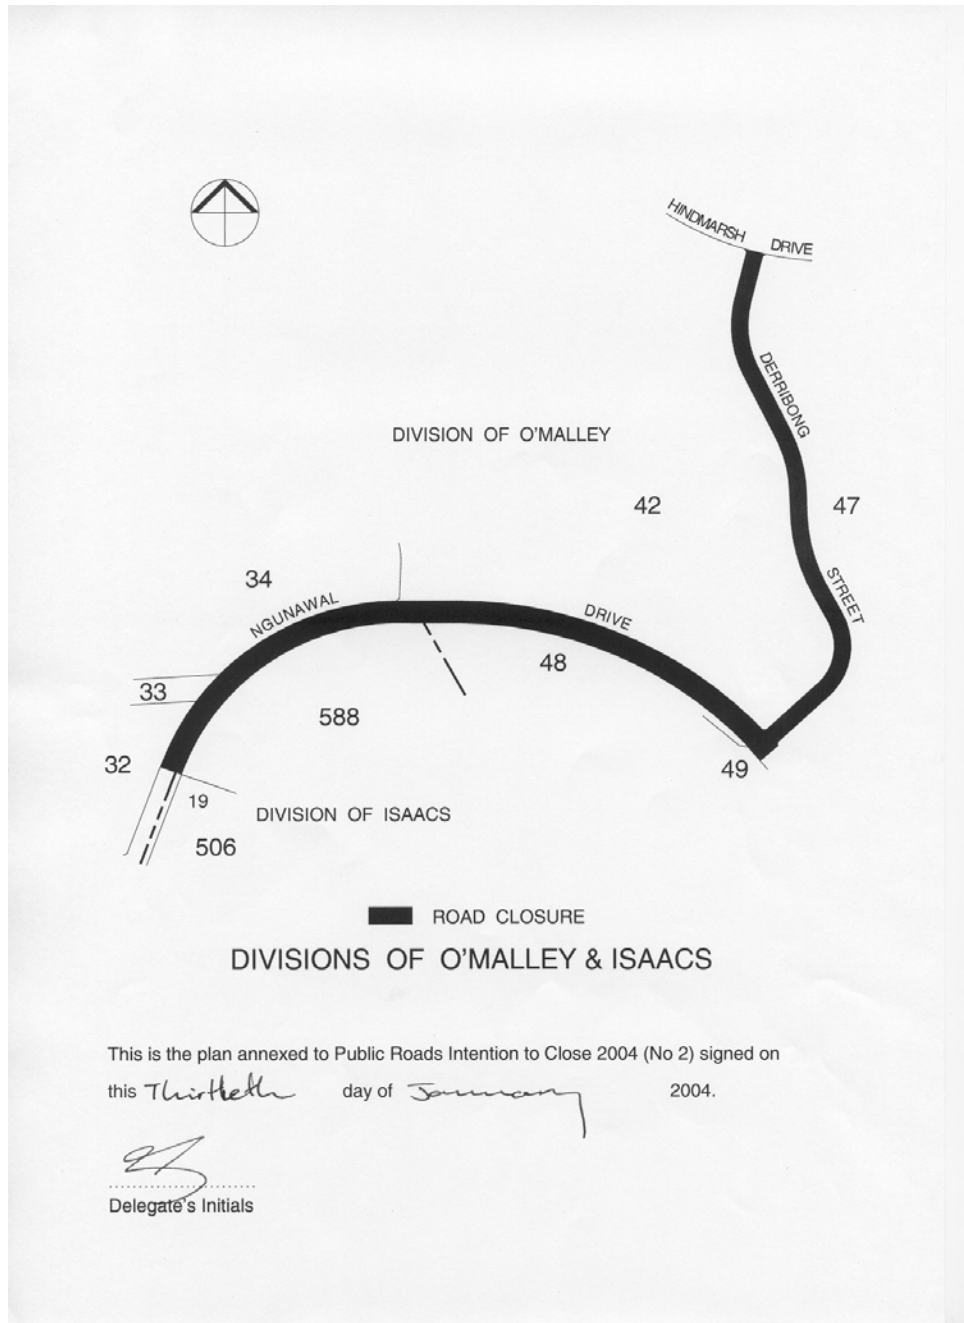 HINDMARSH DRIVE
DERRIBONG STREET
DIVISION OF O'MALLEY
42
47
34
NGUNAWAL DRIVE
48
33
588
32
49
19
DIVISION OF ISAACS
506
ROAD CLOSURE
DIVISIONS OF O'MALLEY & ISAACS
This is the plan annexed to Public Roads Intention to Close 2004 (No 2) signed on
this Thirtieth day of January 2004.
Delegate's Initials